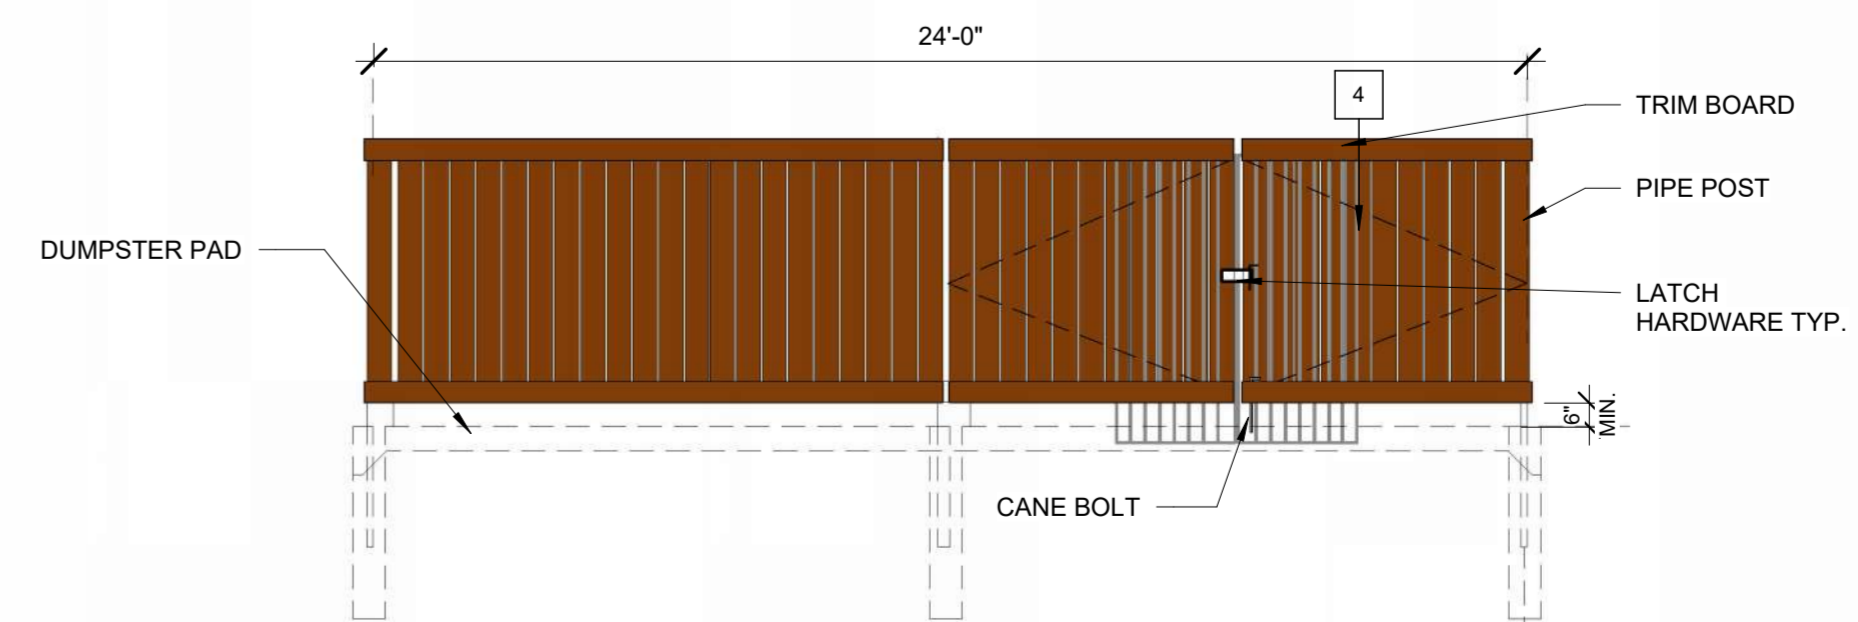 24'-0"
4
TRIM BOARD
PIPE POST
DUMPSTER PAD
LATCH
HARDWARE TYP.
6"
MIN.
CANE BOLT